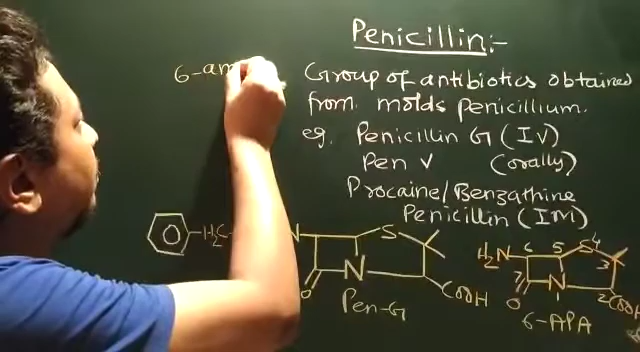 Penicillin:-
6-am
Group of antibiotics obtained
from molds penicillium.
eg. Penicillin G (IV)
Pen V (orally)
Procaine/Benzathine
Penicillin (IM)
H2C N S N O COOH
Pen-G
H2N 6 5 S 4 3 7 N 1 2 O COOH
6-APA